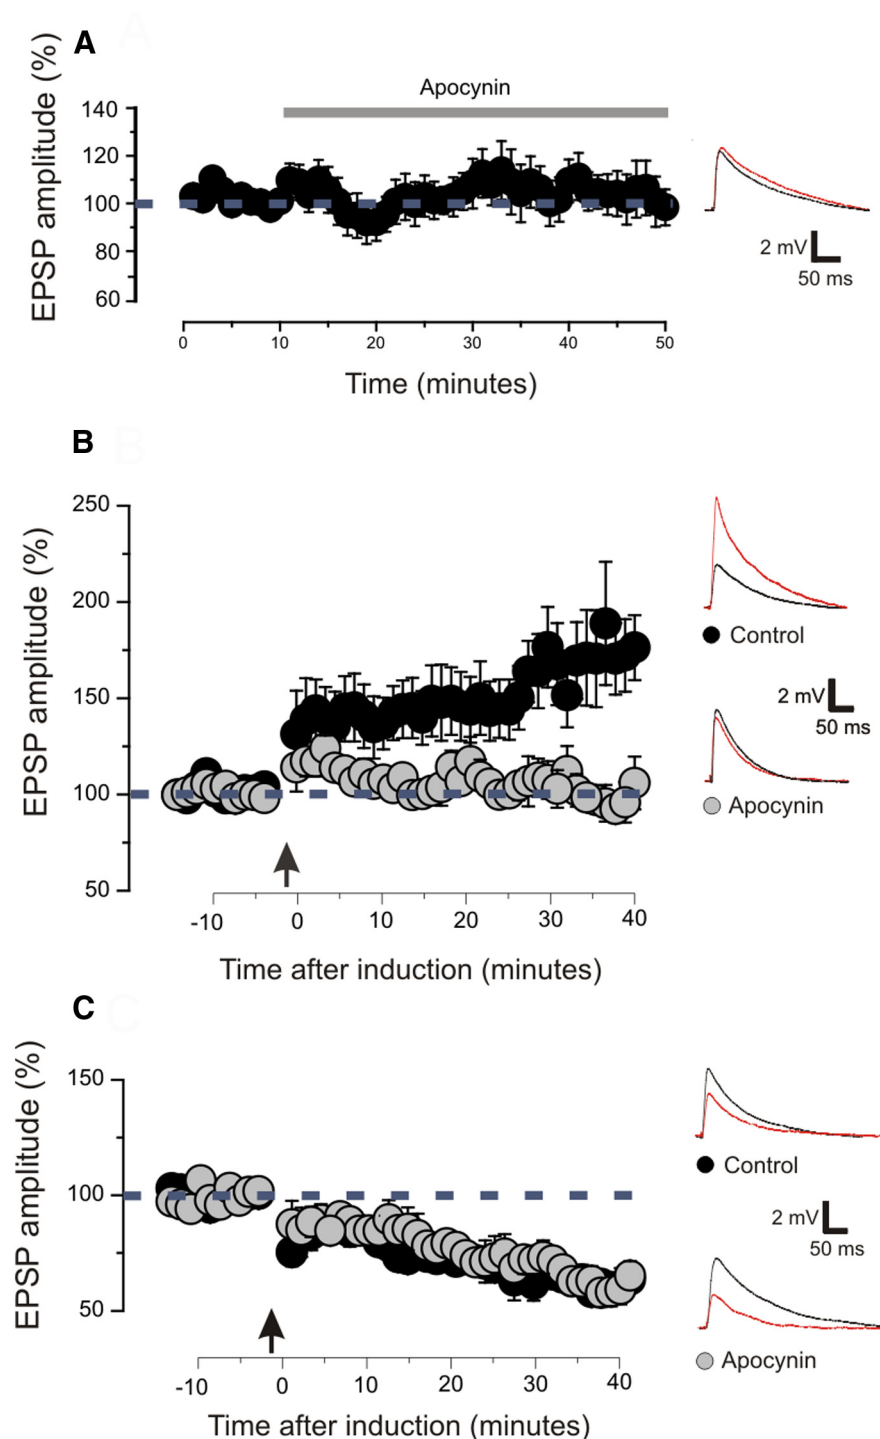 A
Apocynin
EPSP amplitude (%)
140
120
100
80
60
0 10 20 30 40 50
Time (minutes)
2 mV
50 ms
B
EPSP amplitude (%)
250
200
150
100
50
-10 0 10 20 30 40
Time after induction (minutes)
Control
2 mV
50 ms
Apocynin
C
EPSP amplitude (%)
150
100
50
-10 0 10 20 30 40
Time after induction (minutes)
Control
2 mV
50 ms
Apocynin